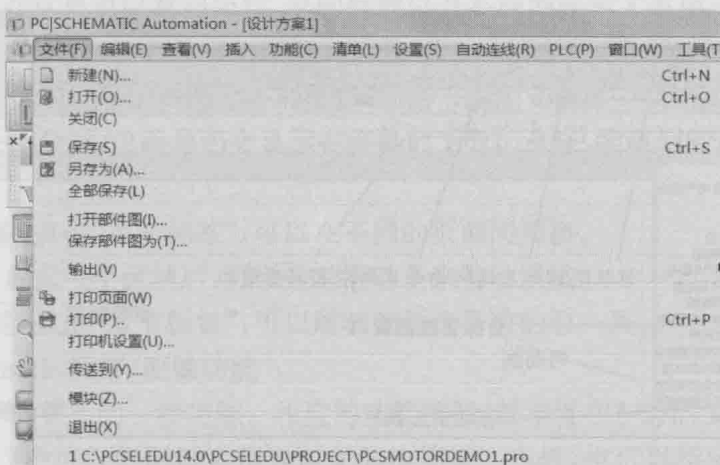 PC|SCHEMATIC Automation - [设计方案1]
文件(F) 编辑(E) 查看(V) 插入 功能(C) 清单(L) 设置(S) 自动连线(R) PLC(P) 窗口(W) 工具(T
新建(N)... Ctrl+N
打开(O)... Ctrl+O
关闭(C)
保存(S) Ctrl+S
另存为(A)...
全部保存(L)
打开部件图(I)...
保存部件图为(T)...
输出(V)
打印页面(W)
打印(P).. Ctrl+P
打印机设置(U)...
传送到(Y)...
模块(Z)...
退出(X)
1 C:\PCSELEDU14.0\PCSELEDU\PROJECT\PCSMOTORDEMO1.pro